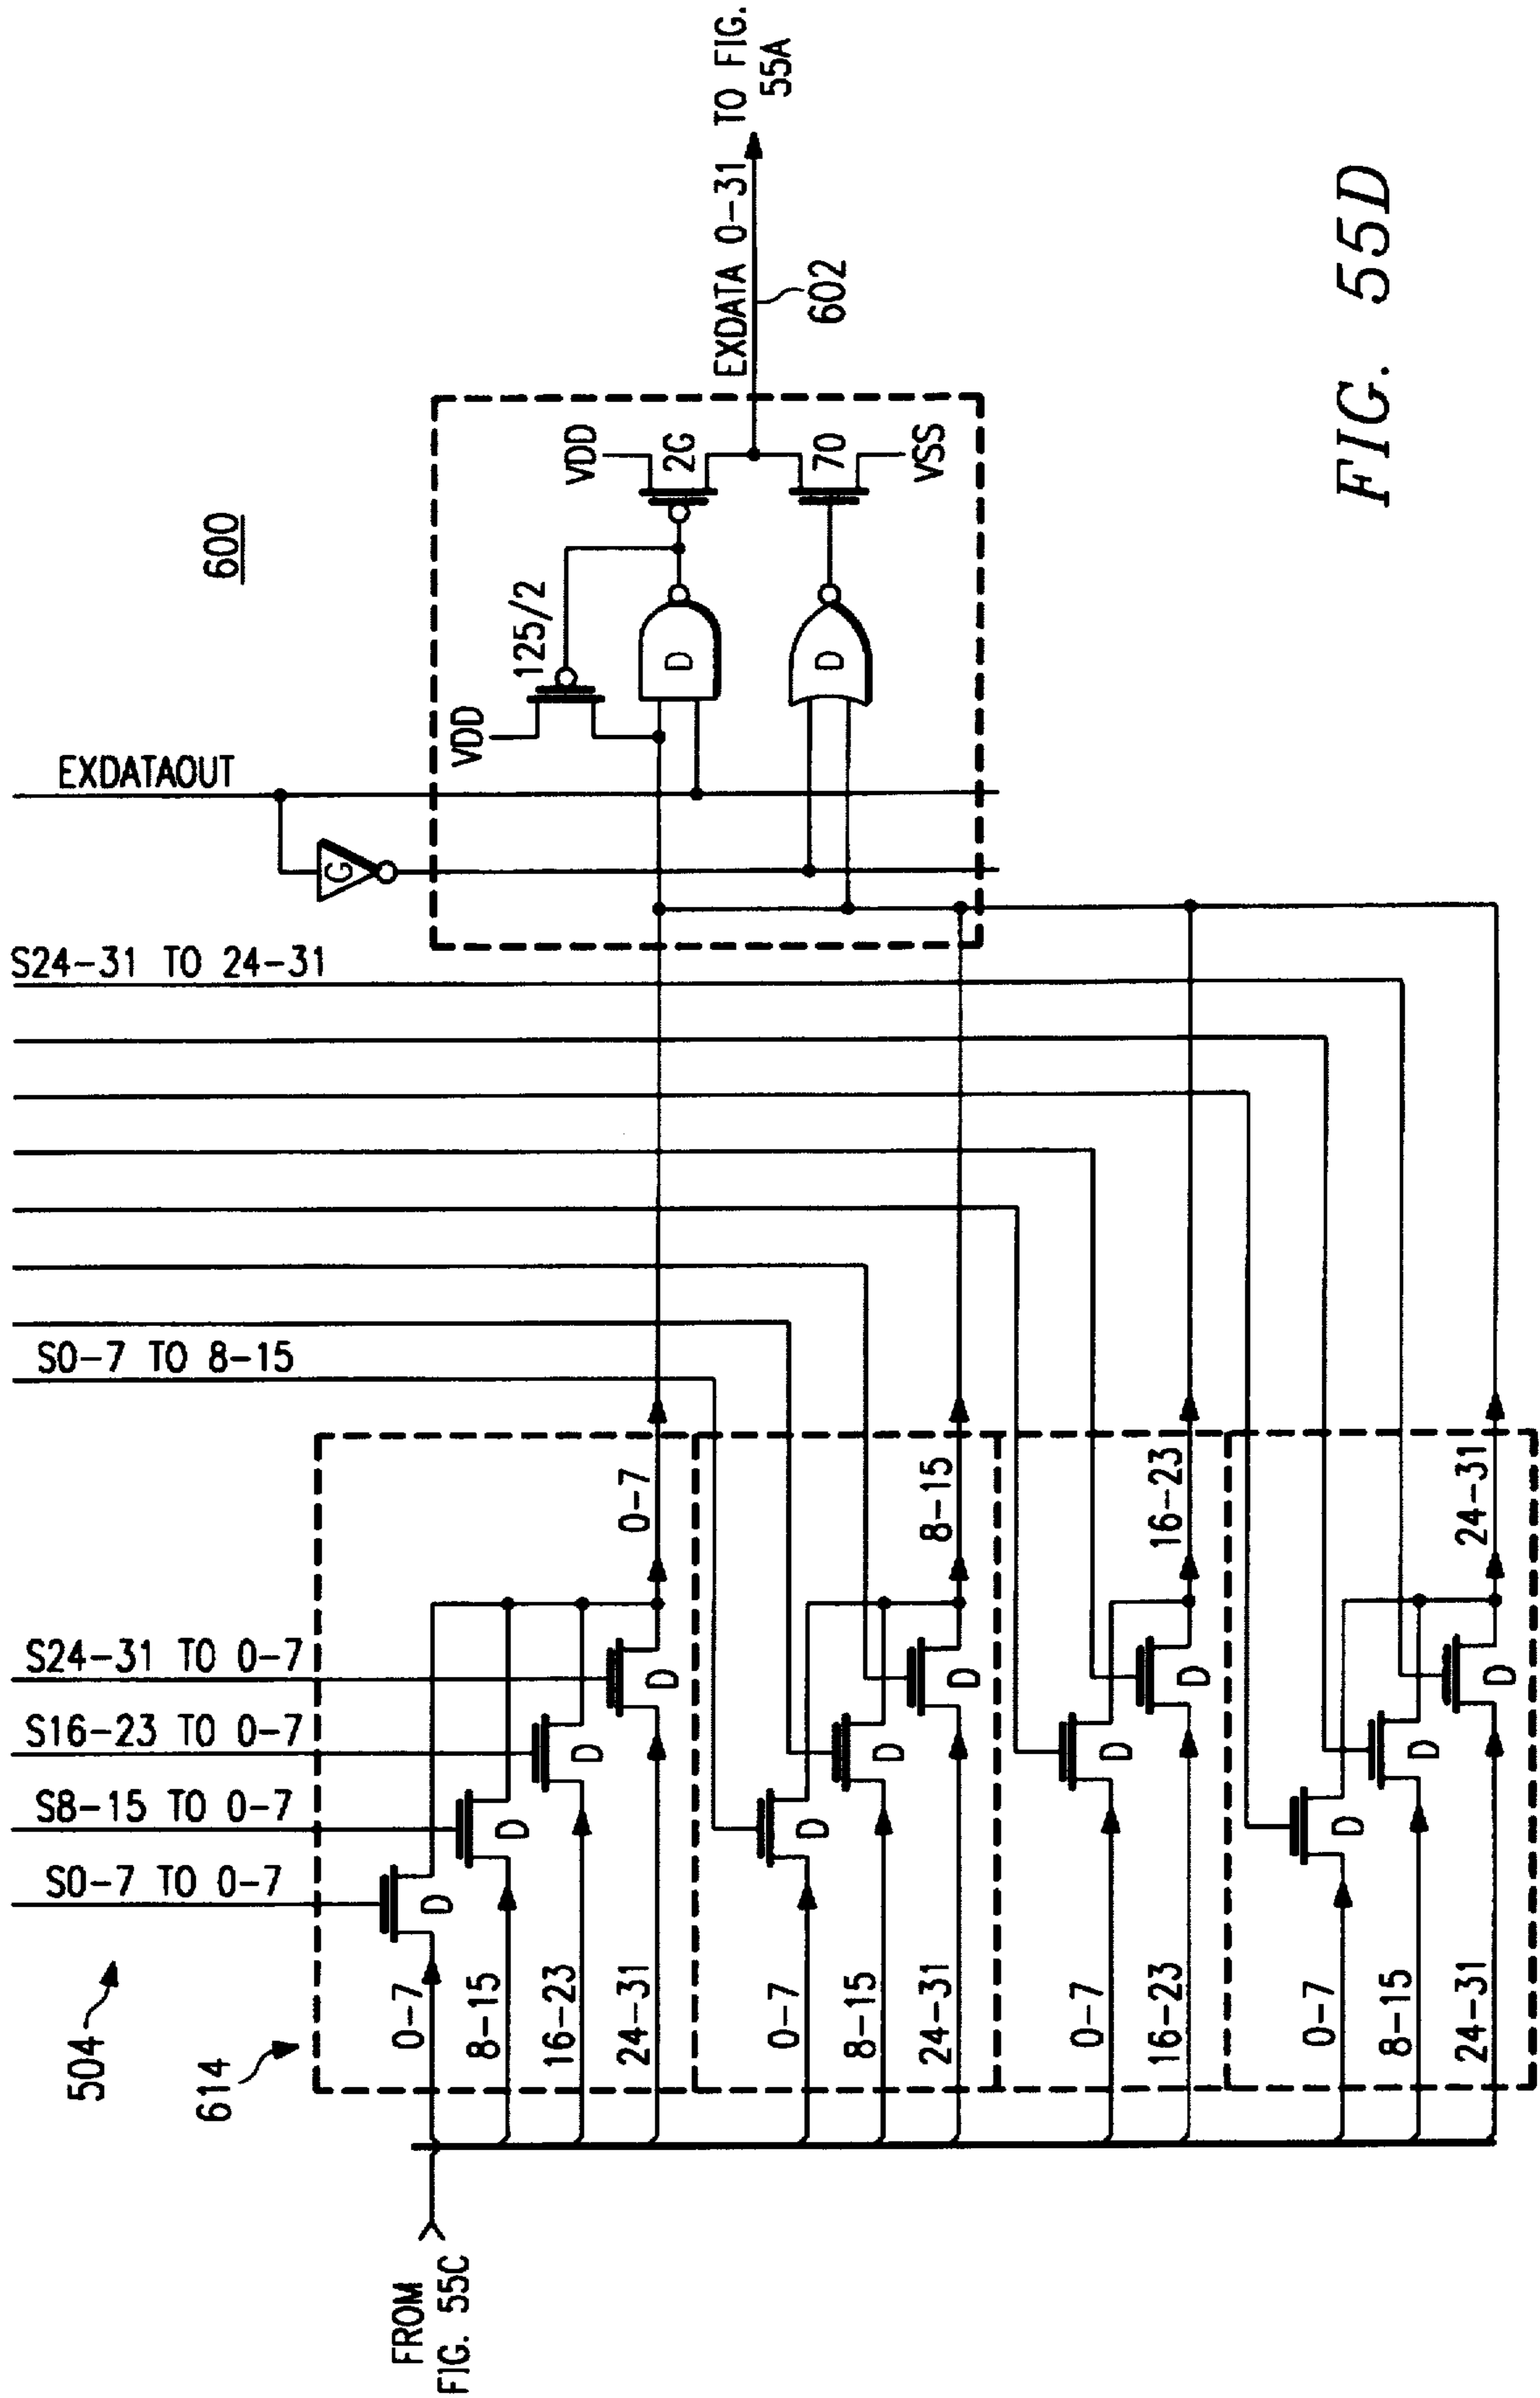 504
614
600
S0-7 TO 0-7
S8-15 TO 0-7
S16-23 TO 0-7
S24-31 TO 0-7
S0-7 TO 8-15
S24-31 TO 24-31
EXDATAOUT
G
FROM
FIG. 55C
0-7
D
8-15
D
16-23
D
24-31
D
0-7
0-7
D
8-15
D
24-31
D
8-15
0-7
D
16-23
D
16-23
0-7
D
8-15
D
24-31
D
24-31
VDD
125/2
D
VDD
2G
D
70
VSS
EXDATA 0-31
TO FIG.
55A
602
FIG. 55D